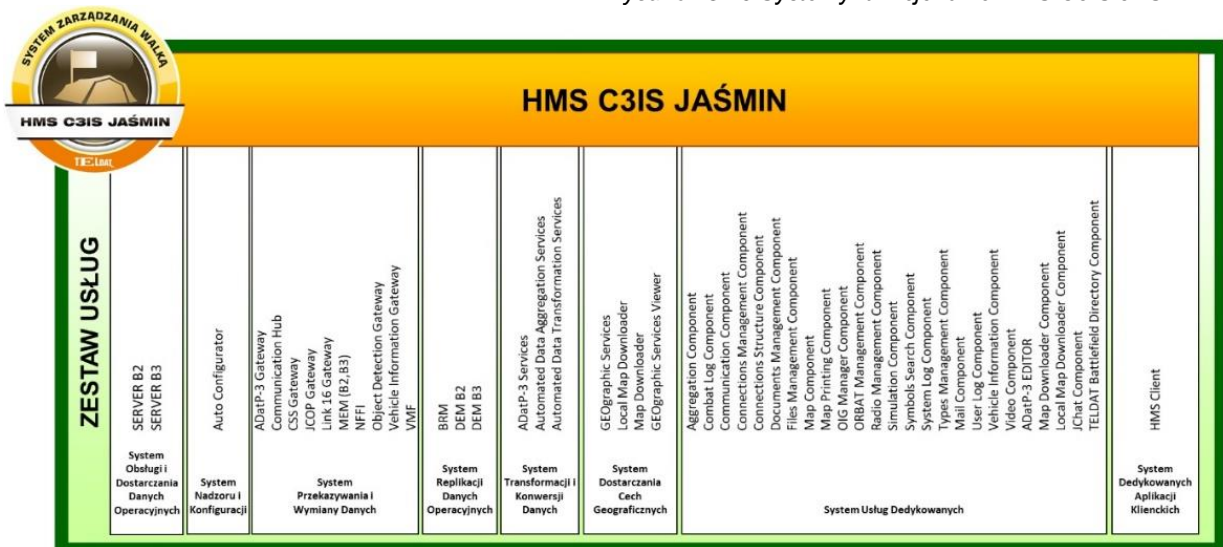 SYSTEM ZARZĄDZANIA WALKĄ
HMS C3IS JAŚMIN
TELDAT
HMS C3IS JAŚMIN
ZESTAW USŁUG
SERVER B2
SERVER B3
System
Obsługi i
Dostarczania
Danych
Operacyjnych
Auto Configurator
System
Nadzoru i
Konfiguracji
ADatP-3 Gateway
Communication Hub
CSS Gateway
JCOP Gateway
Link 16 Gateway
MEM (B2, B3)
NFFI
Object Detection Gateway
Vehicle Information Gateway
VMF
System
Przekazywania i
Wymiany Danych
BRM
DEM B2
DEM B3
System
Replikacji
Danych
Operacyjnych
ADatP-3 Services
Automated Data Aggregation Services
Automated Data Transformation Services
System
Transformacji i
Konwersji
Danych
GEOgraphic Services
Local Map Downloader
Map Downloader
GEOgraphic Services Viewer
System
Dostarczania
Cech
Geograficznych
Aggregation Component
Combat Log Component
Communication Component
Connections Management Component
Connections Structure Component
Documents Management Component
Files Management Component
Map Component
Map Printing Component
OIG Manager Component
ORBAT Management Component
Radio Management Component
Simulation Component
Symbols Search Component
System Log Component
Types Management Component
Mail Component
User Log Component
Vehicle Information Component
Video Component
ADatP-3 EDITOR
Map Downloader Component
Local Map Downloader Component
JChat Component
TELDAT Battlefield Directory Component
System Usług Dedykowanych
HMS Client
System
Dedykowanych
Aplikacji
Klienckich